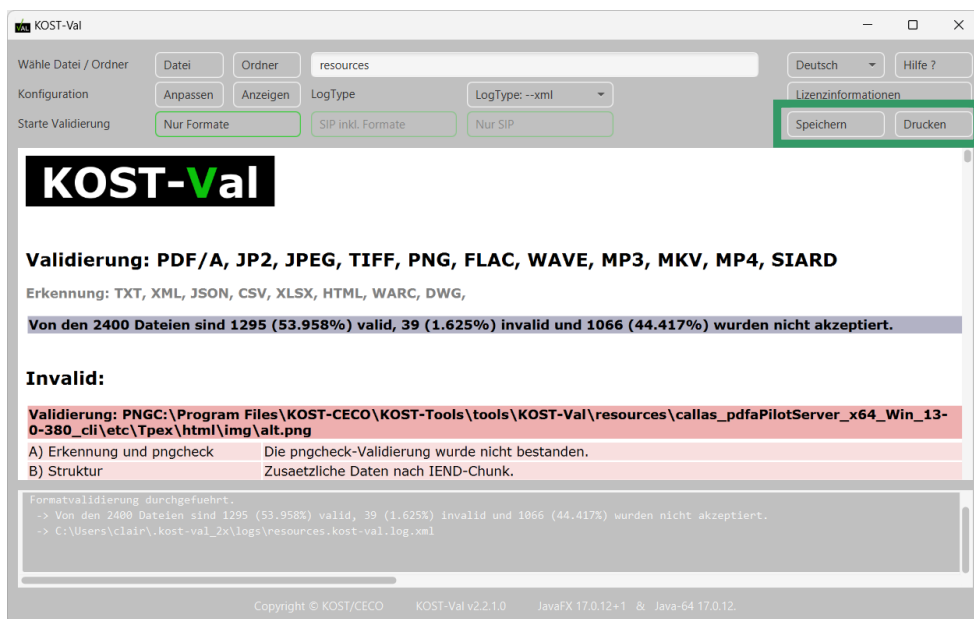 KOST-Val
Wähle Datei / Ordner Datei Ordner resources Deutsch Hilfe ?
Konfiguration Anpassen Anzeigen LogType LogType: --xml Lizenzinformationen
Starte Validierung Nur Formate SIP inkl. Formate Nur SIP Speichern Drucken
KOST-Val
Validierung: PDF/A, JP2, JPEG, TIFF, PNG, FLAC, WAVE, MP3, MKV, MP4, SIARD
Erkennung: TXT, XML, JSON, CSV, XLSX, HTML, WARC, DWG,
Von den 2400 Dateien sind 1295 (53.958%) valid, 39 (1.625%) invalid und 1066 (44.417%) wurden nicht akzeptiert.
Invalid:
Validierung: PNGC:\Program Files\KOST-CECO\KOST-Tools\tools\KOST-Val\resources\callas_pdfaPilotServer_x64_Win_13-
0-380_cli\etc\Tpex\html\img\alt.png
A) Erkennung und pngcheck Die pngcheck-Validierung wurde nicht bestanden.
B) Struktur Zusaetzliche Daten nach IEND-Chunk.
Formatvalidierung durchgefuehrt.
-> Von den 2400 Dateien sind 1295 (53.958%) valid, 39 (1.625%) invalid und 1066 (44.417%) wurden nicht akzeptiert.
-> C:\Users\clair\.kost-val_2x\logs\resources.kost-val.log.xml
Copyright © KOST/CECO KOST-Val v2.2.1.0 JavaFX 17.0.12+1 & Java-64 17.0.12.